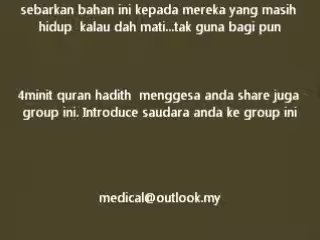 sebarkan bahan ini kepada mereka yang masih
hidup kalau dah mati...tak guna bagi pun
4minit quran hadith menggesa anda share juga
group ini. Introduce saudara anda ke group ini
medical@outlook.my